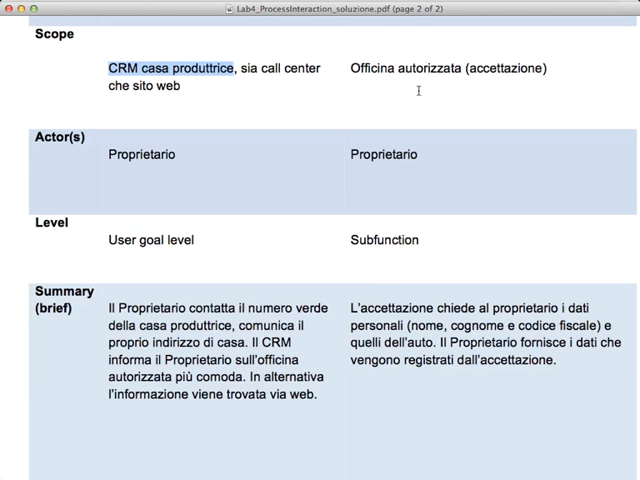 Lab4_ProcessInteraction_soluzione.pdf (page 2 of 2)
Scope
CRM casa produttrice, sia call center
che sito web
Officina autorizzata (accettazione)
Actor(s)
Proprietario
Proprietario
Level
User goal level
Subfunction
Summary
(brief)
Il Proprietario contatta il numero verde
della casa produttrice, comunica il
proprio indirizzo di casa. Il CRM
informa il Proprietario sull'officina
autorizzata più comoda. In alternativa
l'informazione viene trovata via web.
L'accettazione chiede al proprietario i dati
personali (nome, cognome e codice fiscale) e
quelli dell'auto. Il Proprietario fornisce i dati che
vengono registrati dall'accettazione.